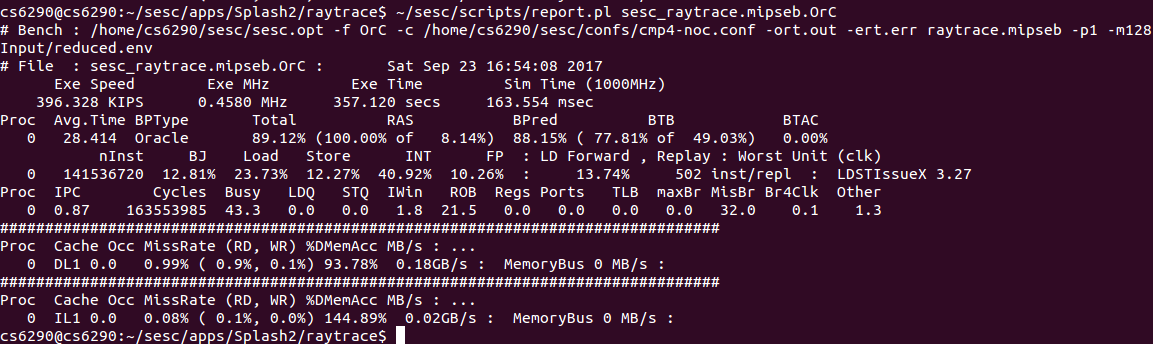 cs6290@cs6290:~/sesc/apps/Splash2/raytrace$ ~/sesc/scripts/report.pl sesc_raytrace.mipseb.OrC
# Bench : /home/cs6290/sesc/sesc.opt -f OrC -c /home/cs6290/sesc/confs/cmp4-noc.conf -ort.out -ert.err raytrace.mipseb -p1 -m128
Input/reduced.env
# File  : sesc_raytrace.mipseb.OrC :        Sat Sep 23 16:54:08 2017
      Exe Speed         Exe MHz          Exe Time          Sim Time (1000MHz)
    396.328 KIPS      0.4580 MHz     357.120 secs     163.554 msec
Proc  Avg.Time BPType       Total          RAS            BPred           BTB             BTAC
   0   28.414  Oracle      89.12% (100.00% of   8.14%)  88.15% ( 77.81% of  49.03%)  0.00%
           nInst     BJ    Load   Store      INT      FP  : LD Forward , Replay : Worst Unit (clk)
   0   141536720  12.81%  23.73%  12.27%   40.92%  10.26%  :     13.74%     502 inst/repl  :  LDSTIssueX 3.27
Proc  IPC      Cycles  Busy   LDQ   STQ  IWin   ROB  Regs Ports   TLB  maxBr MisBr Br4Clk  Other
   0  0.87   163553985  43.3   0.0   0.0   1.8  21.5   0.0   0.0   0.0   0.0  32.0    0.1    1.3
################################################################################
Proc  Cache Occ MissRate (RD, WR) %DMemAcc MB/s : ...
   0  DL1 0.0   0.99% ( 0.9%, 0.1%) 93.78%  0.18GB/s :  MemoryBus 0 MB/s :
################################################################################
Proc  Cache Occ MissRate (RD, WR) %DMemAcc MB/s : ...
   0  IL1 0.0   0.08% ( 0.1%, 0.0%) 144.89%  0.02GB/s :  MemoryBus 0 MB/s :
cs6290@cs6290:~/sesc/apps/Splash2/raytrace$